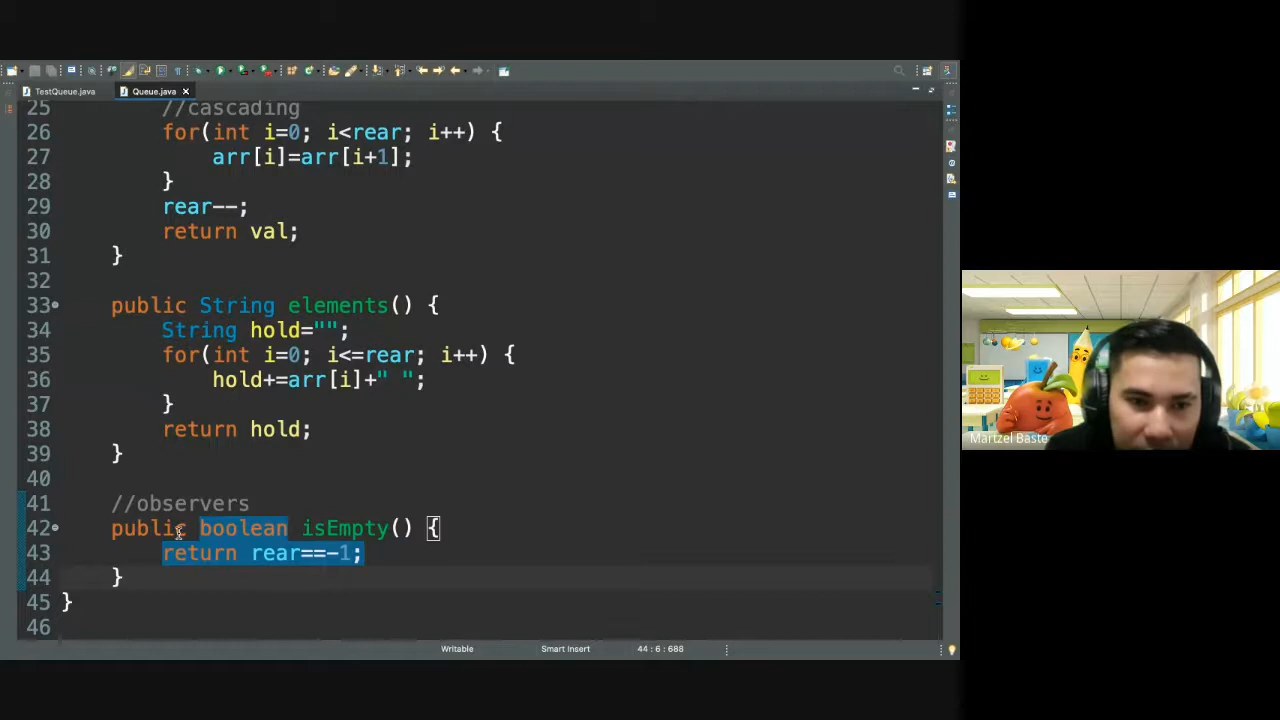 TestQueue.java
Queue.java
25 //cascading
26 for(int i=0; i<rear; i++) {
27 arr[i]=arr[i+1];
28 }
29 rear--;
30 return val;
31 }
32
33 public String elements() {
34 String hold="";
35 for(int i=0; i<=rear; i++) {
36 hold+=arr[i]+" ";
37 }
38 return hold;
39 }
40
41 //observers
42 public boolean isEmpty() {
43 return rear==-1;
44 }
45 }
46
Writable Smart Insert 44 : 6 : 688
Martzel Baste